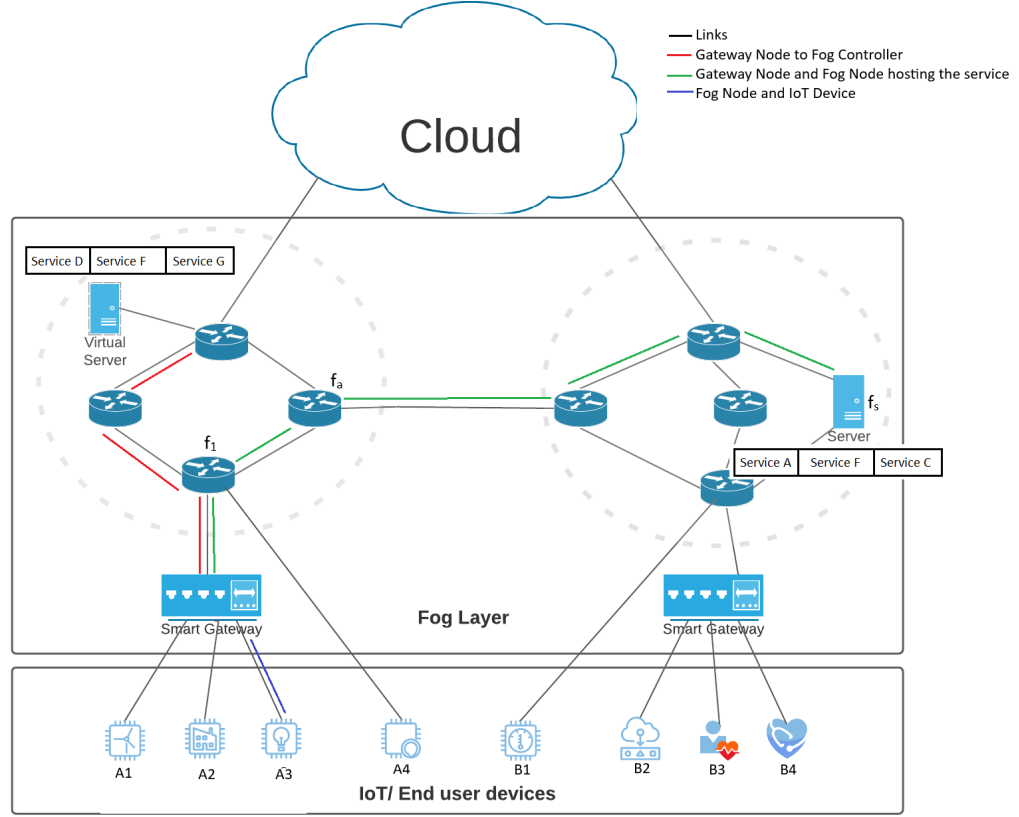 Links
Gateway Node to Fog Controller
Gateway Node and Fog Node hosting the service
Fog Node and IoT Device
Cloud
Service D
Service F
Service G
Virtual
Server
fa
f1
fs
Server
Service A
Service F
Service C
Smart Gateway
Fog Layer
Smart Gateway
A1
A2
A3
A4
B1
B2
B3
B4
IoT/ End user devices